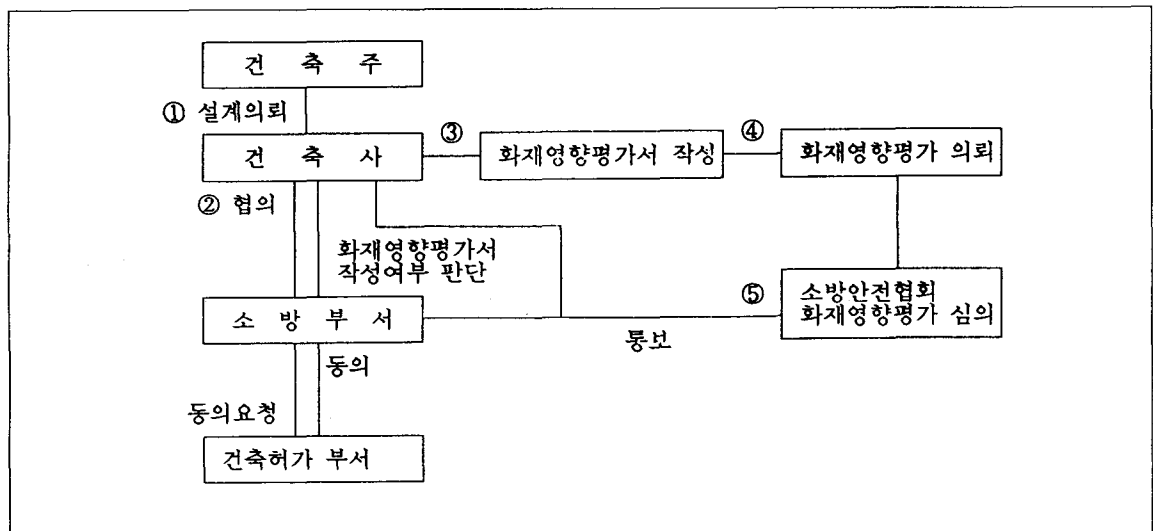 건 축 주
① 설계의뢰
건 축 사
③
화재영향평가서 작성
④
화재영향평가 의뢰
② 협의
화재영향평가서
작성여부 판단
소 방 부 서
통보
⑤
소방안전협회
화재영향평가 심의
동의
동의요청
건축허가 부서